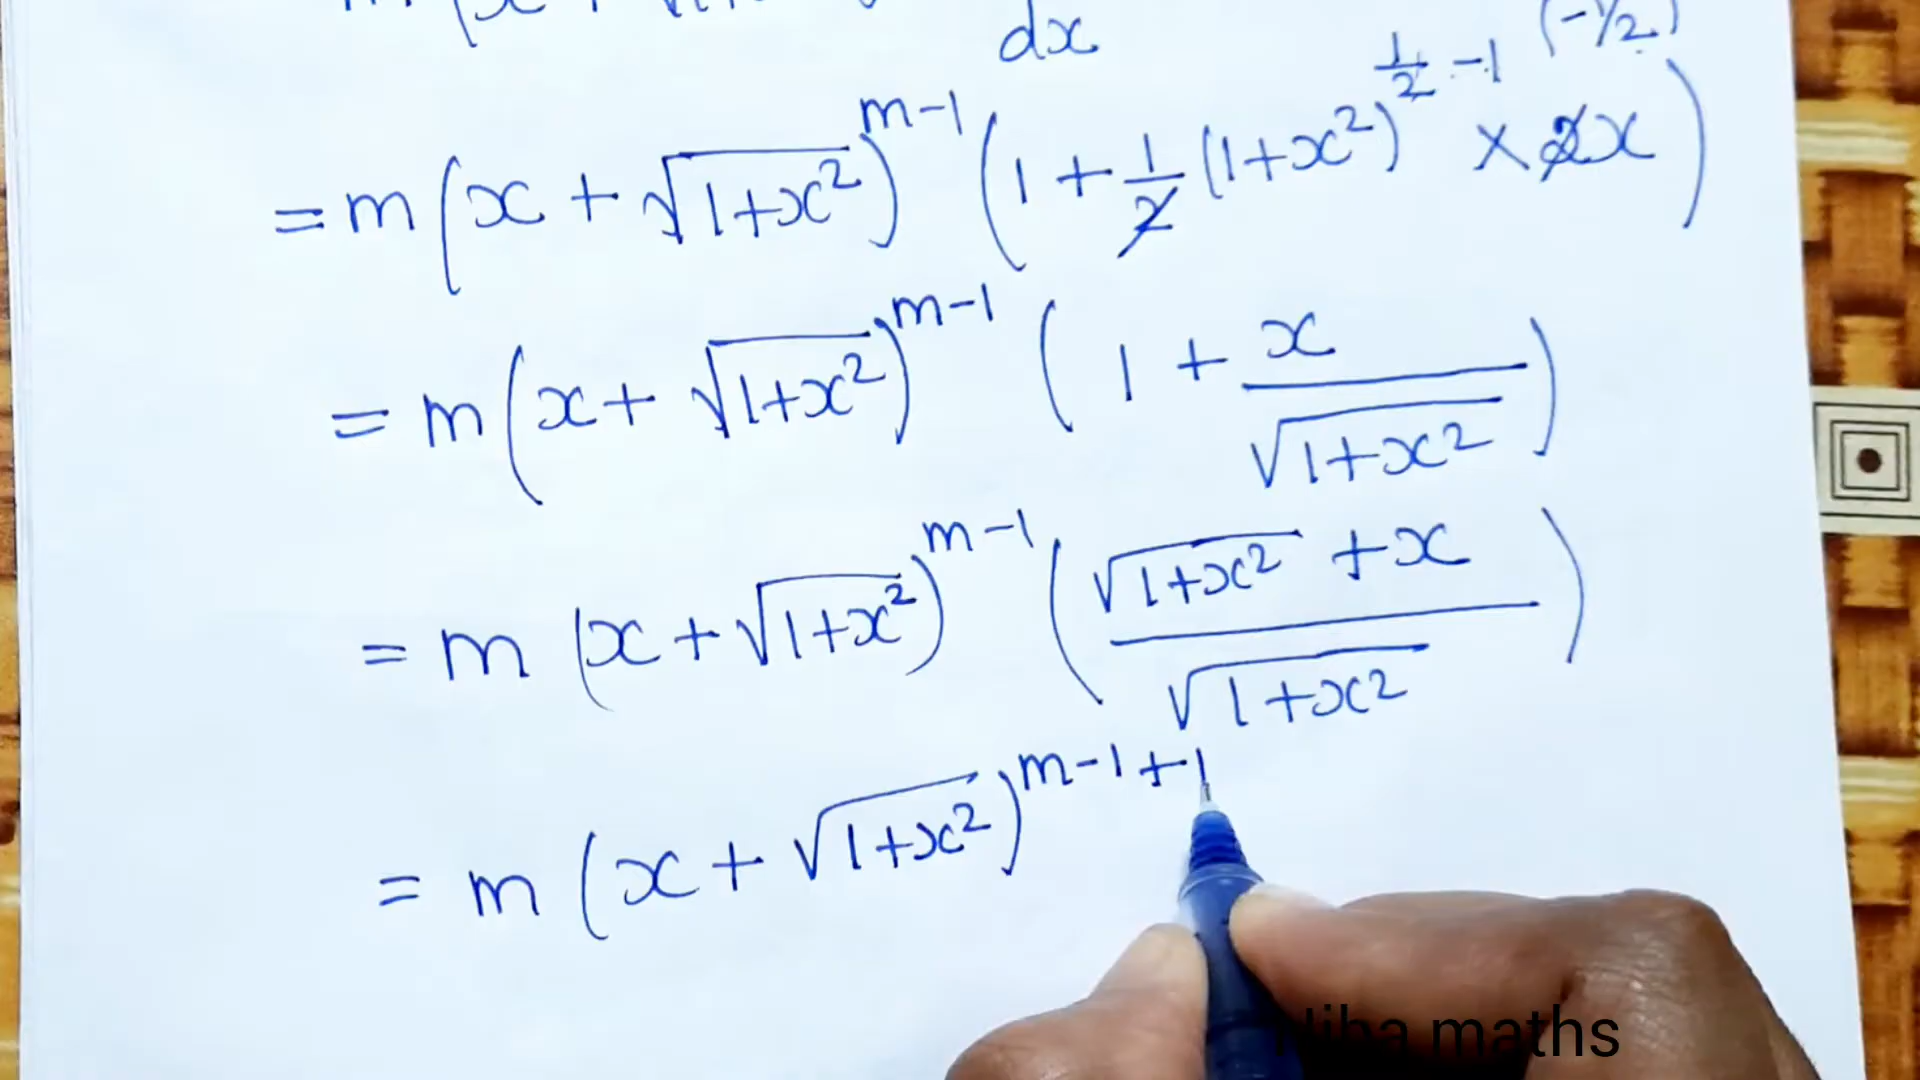 dx
= m (x + √(1+x²))^(m-1) (1 + 1/2 (1+x²)^(1/2 -1) × 2x) (-1/2)
= m (x + √(1+x²))^(m-1) (1 + x/√(1+x²))
= m (x + √(1+x²))^(m-1) ((√(1+x²) + x)/√(1+x²))
= m (x + √(1+x²))^(m-1+1)
maths